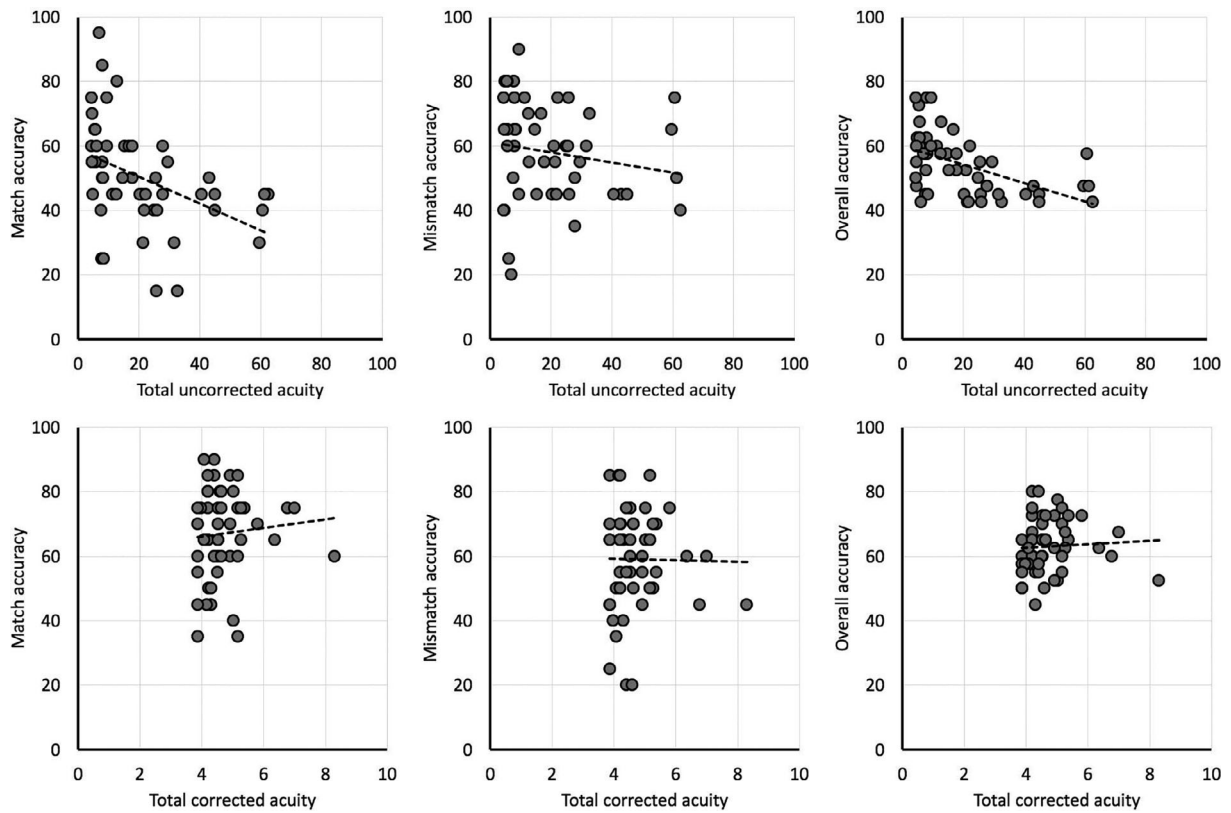 100
80
60
40
20
0
Match accuracy
0 20 40 60 80 100
Total uncorrected acuity
100
80
60
40
20
0
Mismatch accuracy
0 20 40 60 80 100
Total uncorrected acuity
100
80
60
40
20
0
Overall accuracy
0 20 40 60 80 100
Total uncorrected acuity
100
80
60
40
20
0
Match accuracy
0 2 4 6 8 10
Total corrected acuity
100
80
60
40
20
0
Mismatch accuracy
0 2 4 6 8 10
Total corrected acuity
100
80
60
40
20
0
Overall accuracy
0 2 4 6 8 10
Total corrected acuity